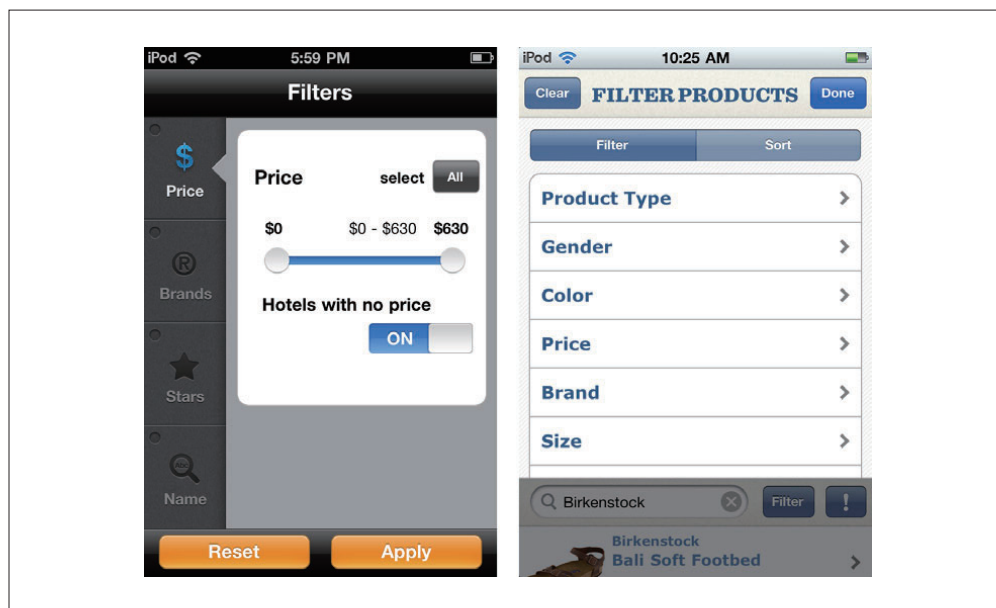 iPod 5:59 PM
Filters
$
Price
Price select All
$0 $0 - $630 $630
Hotels with no price
ON
®
Brands
Stars
Name
Reset Apply
iPod 10:25 AM
Clear FILTER PRODUCTS Done
Filter Sort
Product Type
Gender
Color
Price
Brand
Size
Birkenstock Filter !
Birkenstock
Bali Soft Footbed